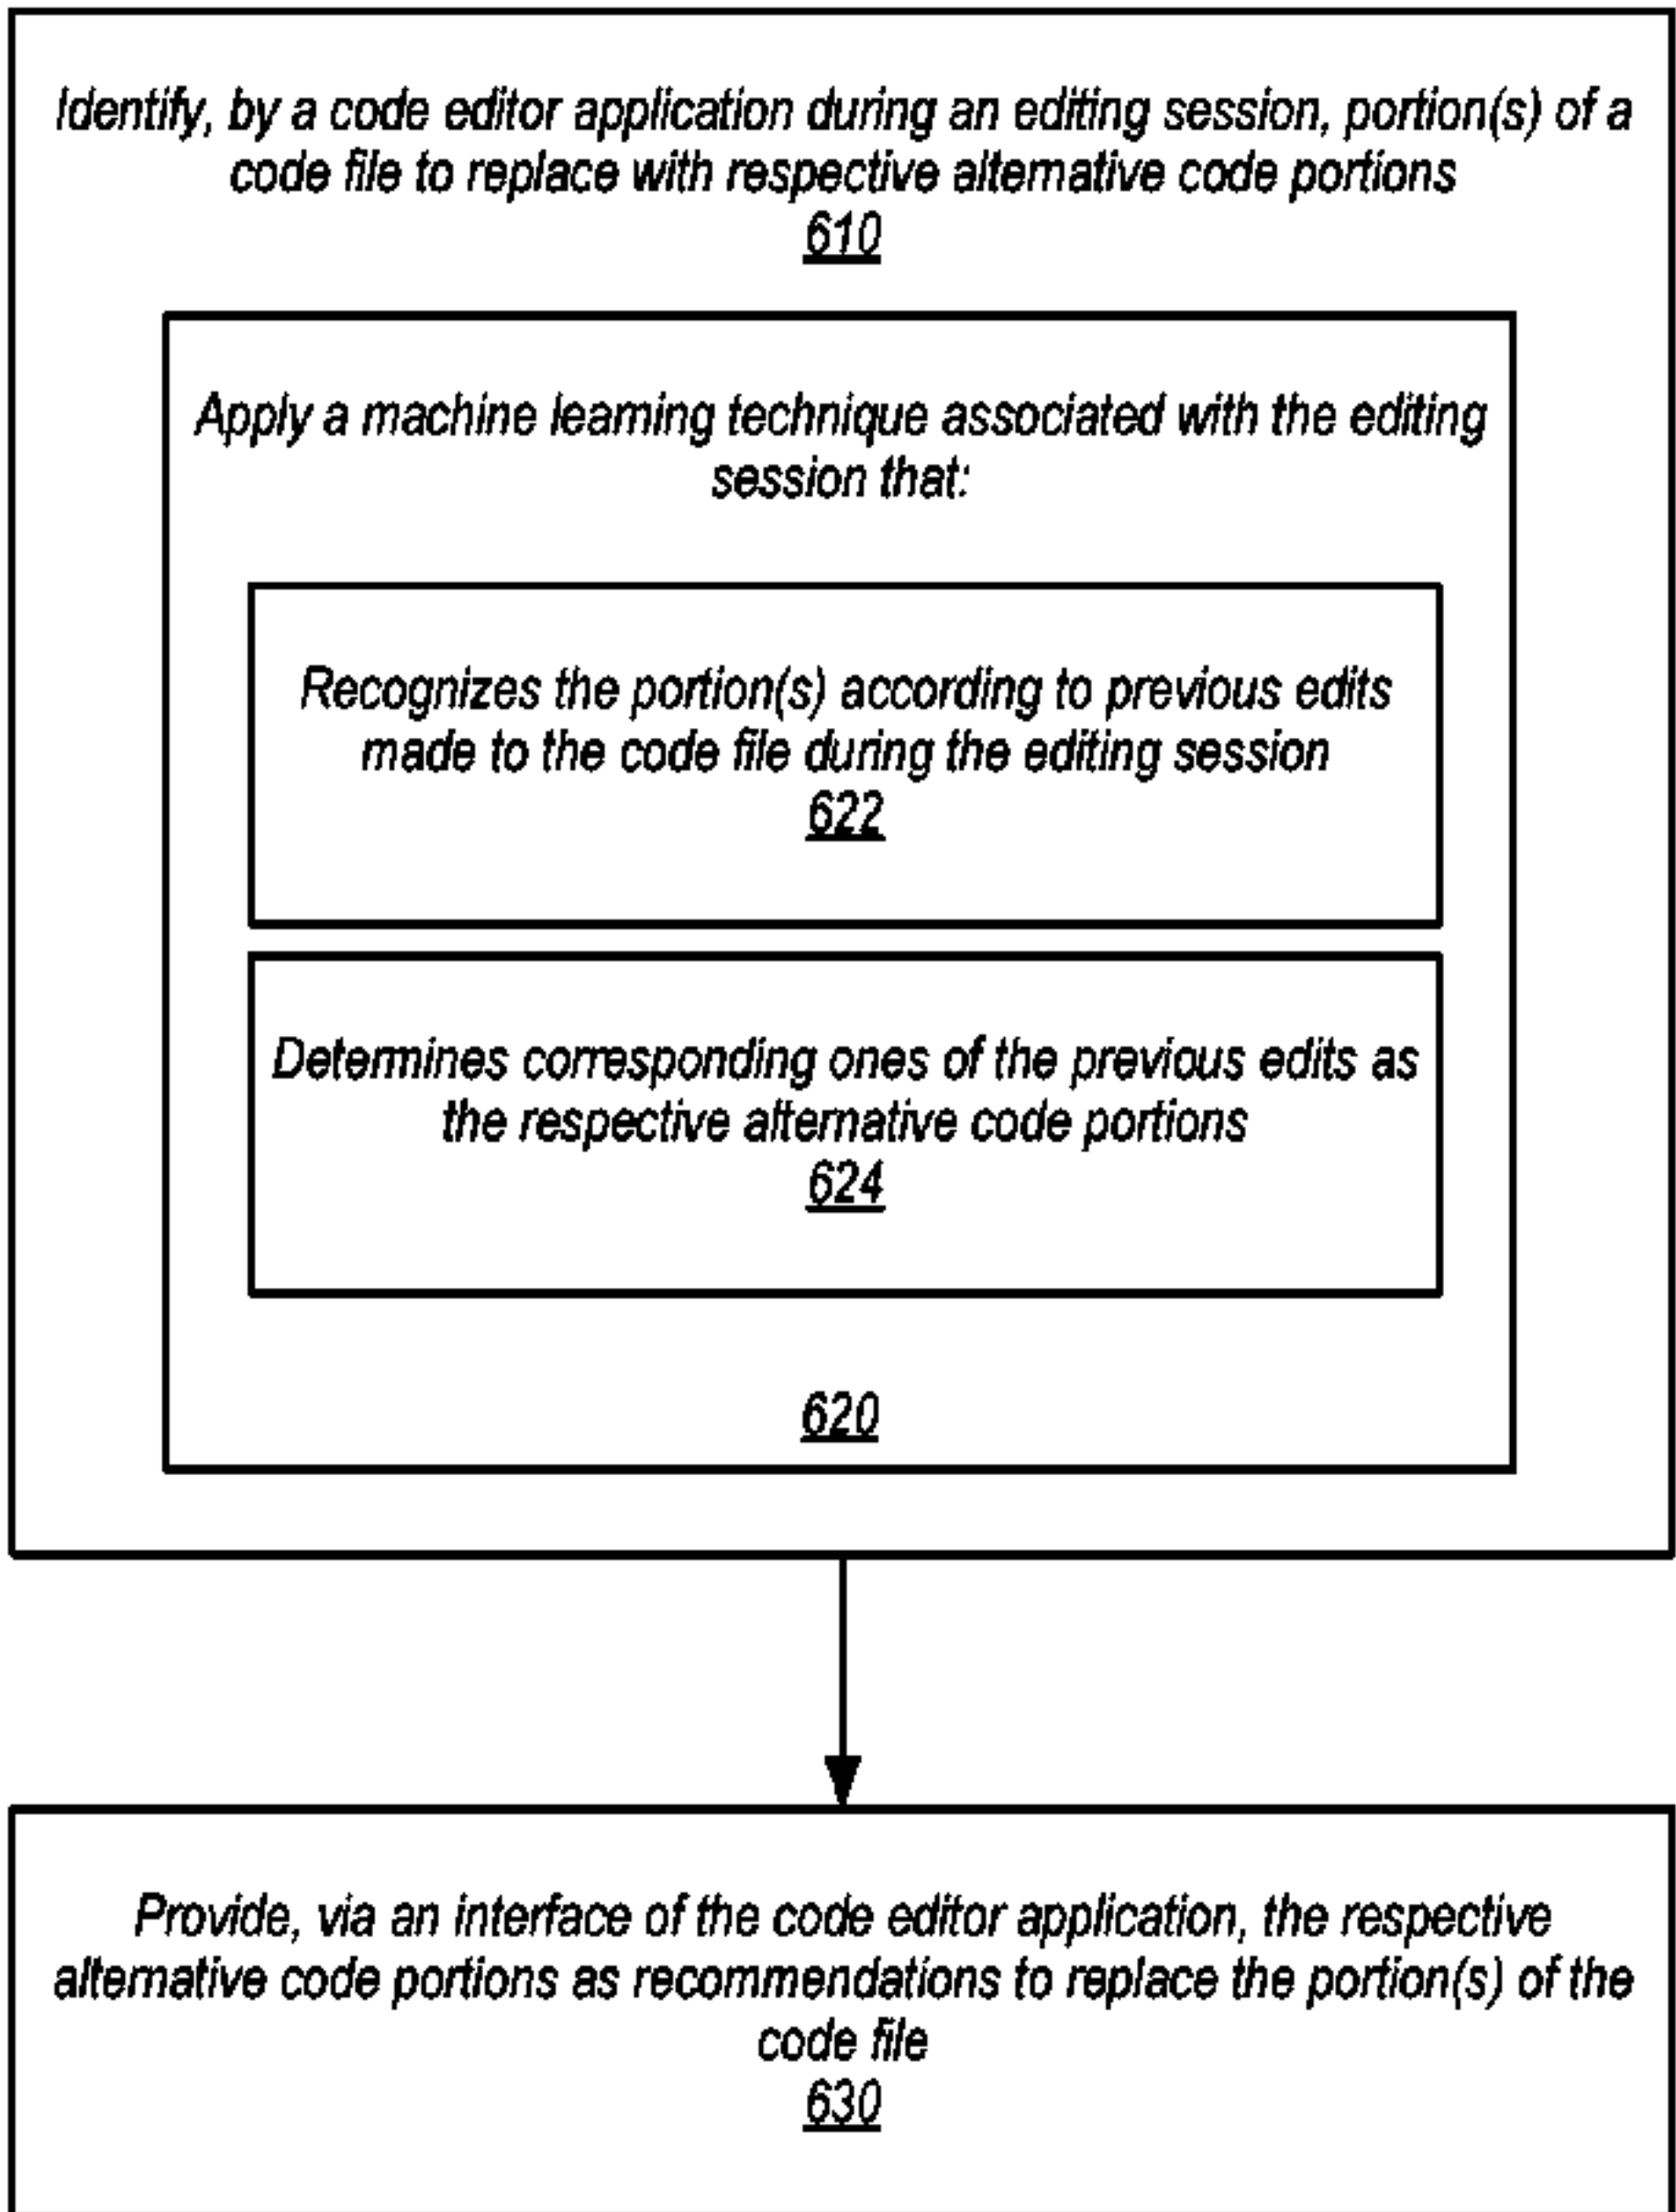 Identify, by a code editor application during an editing session, portion(s) of a
code file to replace with respective alternative code portions
610
Apply a machine learning technique associated with the editing
session that:
Recognizes the portion(s) according to previous edits
made to the code file during the editing session
622
Determines corresponding ones of the previous edits as
the respective alternative code portions
624
620
Provide, via an interface of the code editor application, the respective
alternative code portions as recommendations to replace the portion(s) of the
code file
630